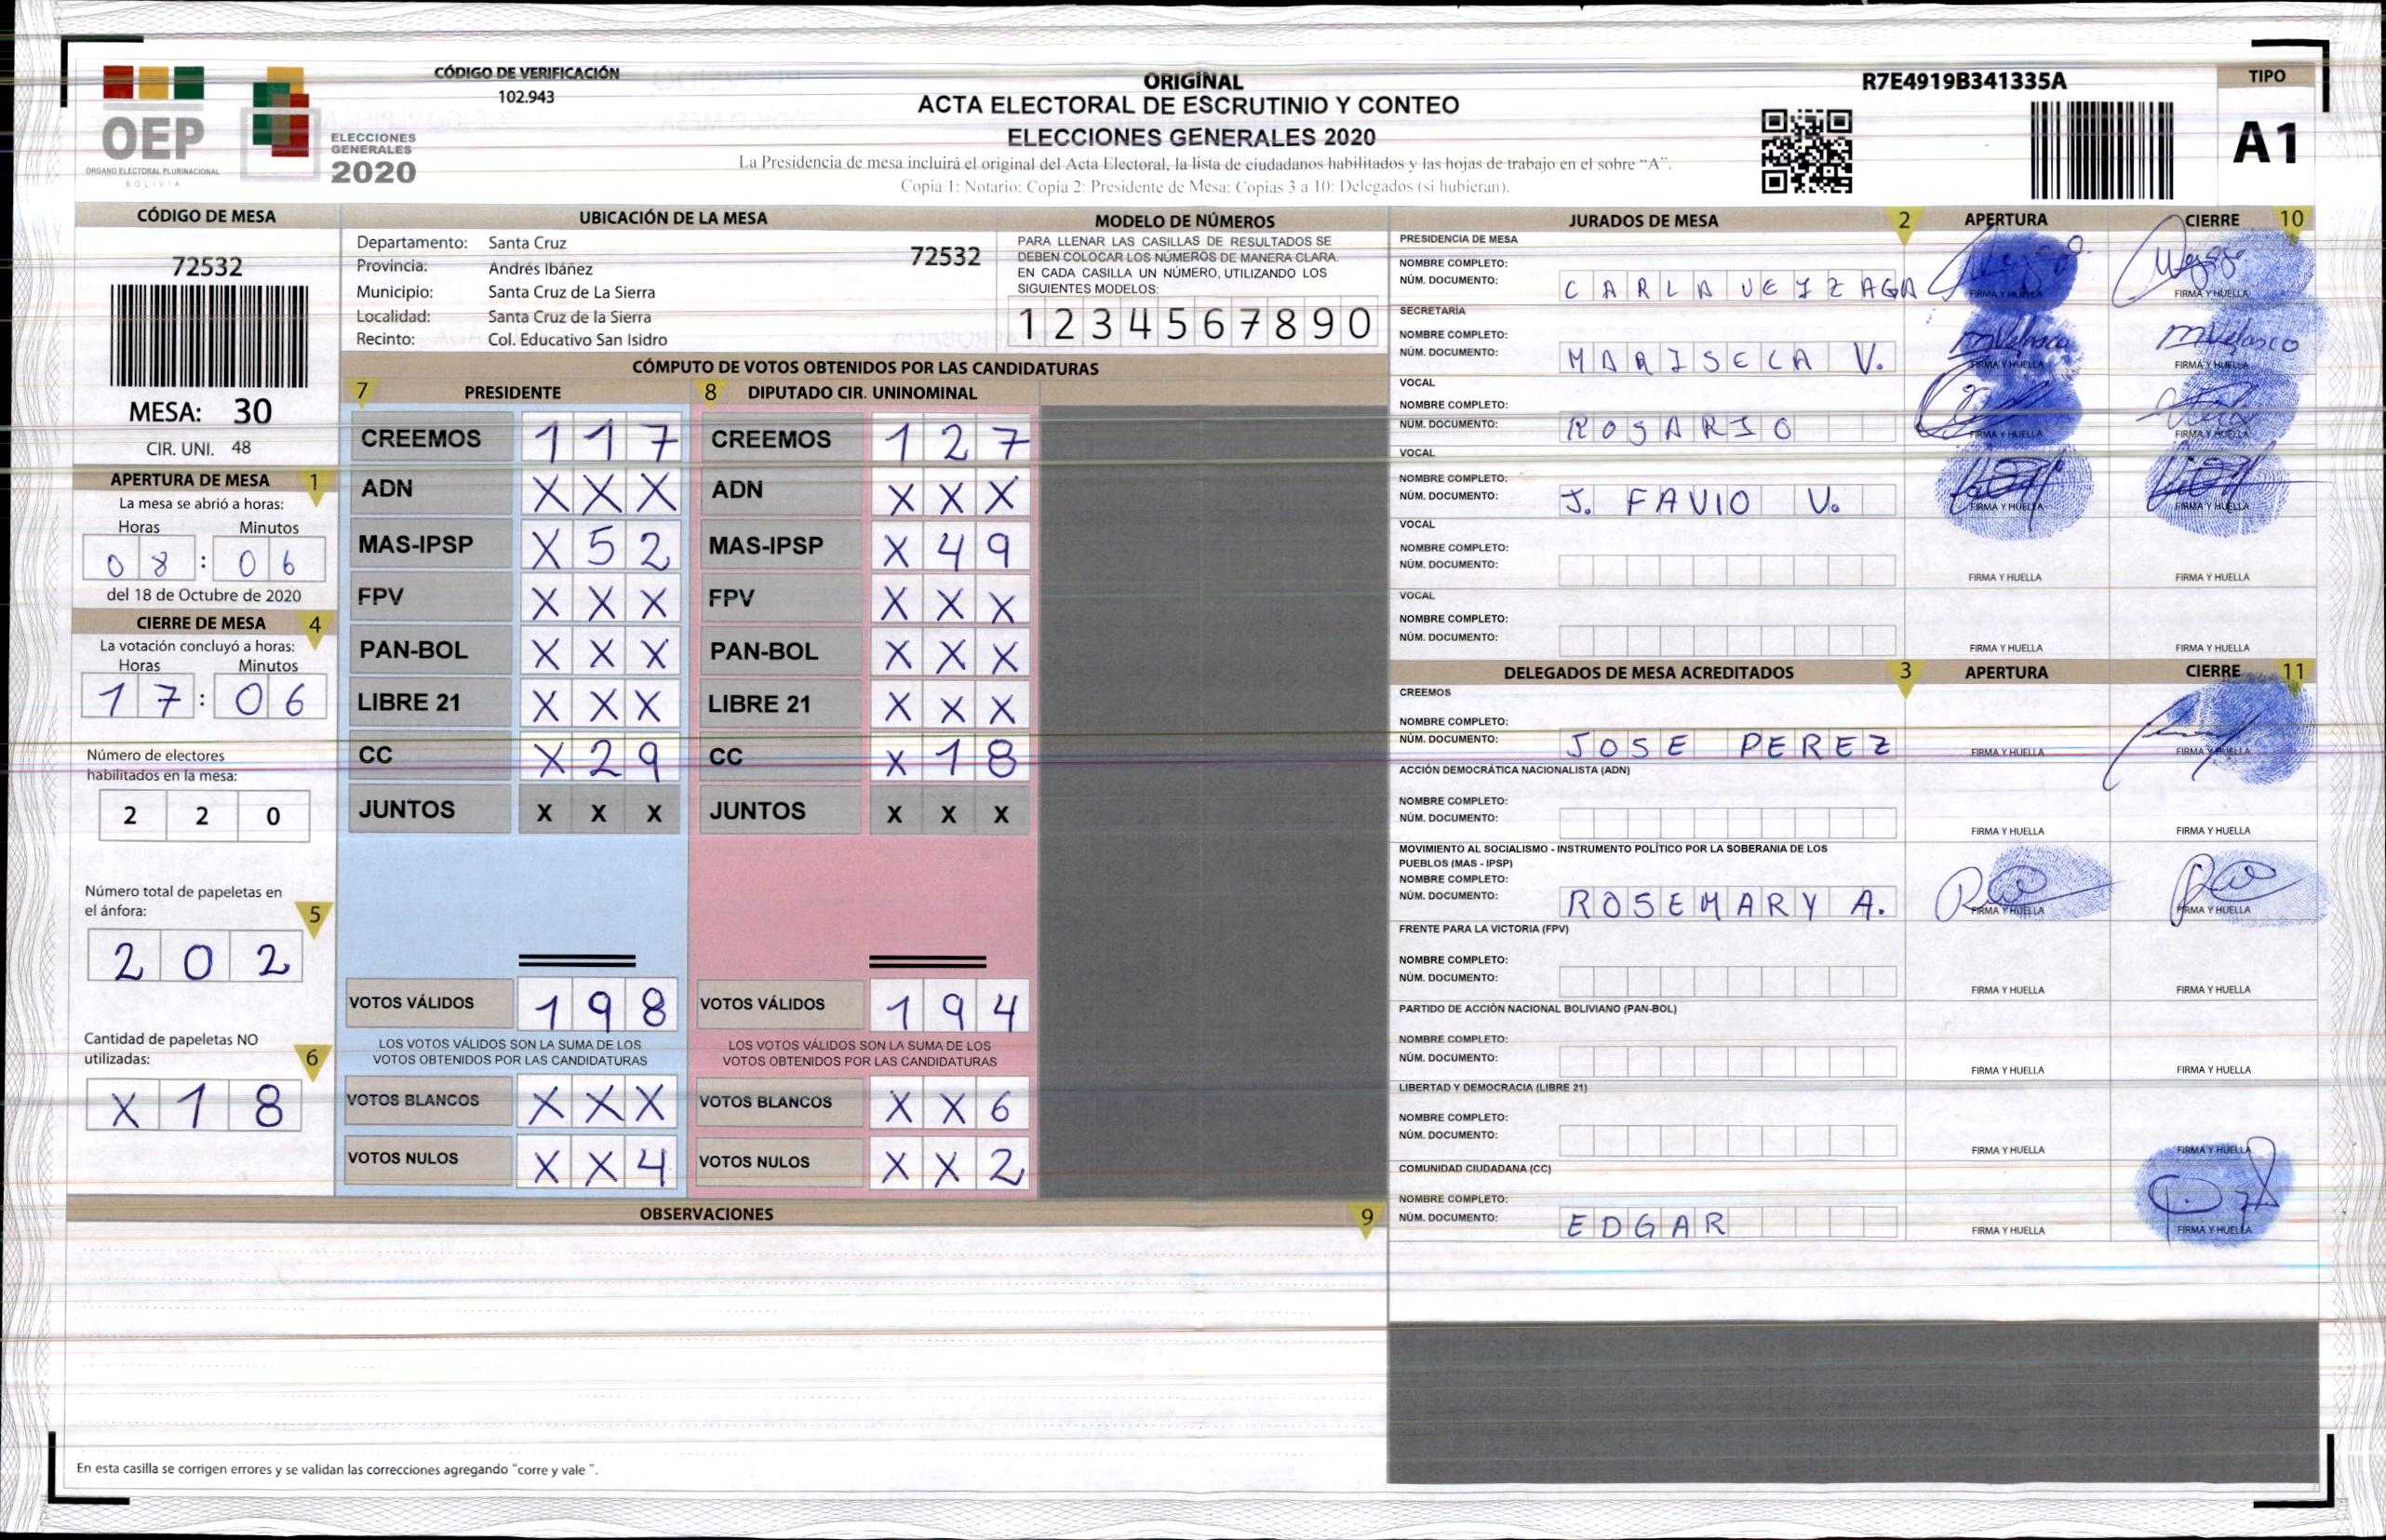 OEP
ÓRGANO ELECTORAL PLURINACIONAL
BOLIVIA
ELECCIONES
GENERALES
2020
CÓDIGO DE VERIFICACIÓN
102.943
ORIGINAL
ACTA ELECTORAL DE ESCRUTINIO Y CONTEO
ELECCIONES GENERALES 2020
La Presidencia de mesa incluirá el original del Acta Electoral, la lista de ciudadanos habilitados y las hojas de trabajo en el sobre "A".
Copia 1: Notario; Copia 2: Presidente de Mesa; Copias 3 a 10: Delegados (si hubieran).
R7E4919B341335A
TIPO
A1
CÓDIGO DE MESA
72532
MESA: 30
CIR. UNI. 48
APERTURA DE MESA 1
La mesa se abrió a horas:
Horas Minutos
08 : 06
del 18 de Octubre de 2020
CIERRE DE MESA 4
La votación concluyó a horas:
Horas Minutos
17 : 06
Número de electores
habilitados en la mesa:
2 2 0
Número total de papeletas en
el ánfora: 5
2 0 2
Cantidad de papeletas NO
utilizadas: 6
X 1 8
UBICACIÓN DE LA MESA
Departamento: Santa Cruz 72532
Provincia: Andrés Ibáñez
Municipio: Santa Cruz de La Sierra
Localidad: Santa Cruz de la Sierra
Recinto: Col. Educativo San Isidro
MODELO DE NÚMEROS
PARA LLENAR LAS CASILLAS DE RESULTADOS SE
DEBEN COLOCAR LOS NÚMEROS DE MANERA CLARA.
EN CADA CASILLA UN NÚMERO, UTILIZANDO LOS
SIGUIENTES MODELOS:
1 2 3 4 5 6 7 8 9 0
CÓMPUTO DE VOTOS OBTENIDOS POR LAS CANDIDATURAS
7 PRESIDENTE 8 DIPUTADO CIR. UNINOMINAL
CREEMOS 1 1 7 CREEMOS 1 2 7
ADN X X X ADN X X X
MAS-IPSP X 5 2 MAS-IPSP X 4 9
FPV X X X FPV X X X
PAN-BOL X X X PAN-BOL X X X
LIBRE 21 X X X LIBRE 21 X X X
CC X 2 9 CC X 1 8
JUNTOS X X X JUNTOS X X X
VOTOS VÁLIDOS 1 9 8 VOTOS VÁLIDOS 1 9 4
LOS VOTOS VÁLIDOS SON LA SUMA DE LOS LOS VOTOS VÁLIDOS SON LA SUMA DE LOS
VOTOS OBTENIDOS POR LAS CANDIDATURAS VOTOS OBTENIDOS POR LAS CANDIDATURAS
VOTOS BLANCOS X X X VOTOS BLANCOS X X 6
VOTOS NULOS X X 4 VOTOS NULOS X X 2
OBSERVACIONES 9
En esta casilla se corrigen errores y se validan las correcciones agregando "corre y vale ".
JURADOS DE MESA 2 APERTURA CIERRE 10
PRESIDENCIA DE MESA
NOMBRE COMPLETO:
NÚM. DOCUMENTO: CARLA VEIZAGA FIRMA Y HUELLA FIRMA Y HUELLA
SECRETARÍA
NOMBRE COMPLETO:
NÚM. DOCUMENTO: MARISELA V. mVelasco FIRMA Y HUELLA mVelasco FIRMA Y HUELLA
VOCAL
NOMBRE COMPLETO:
NÚM. DOCUMENTO: ROSARIO FIRMA Y HUELLA FIRMA Y HUELLA
VOCAL
NOMBRE COMPLETO:
NÚM. DOCUMENTO: J. FAVIO V. FIRMA Y HUELLA FIRMA Y HUELLA
VOCAL
NOMBRE COMPLETO:
NÚM. DOCUMENTO: FIRMA Y HUELLA FIRMA Y HUELLA
VOCAL
NOMBRE COMPLETO:
NÚM. DOCUMENTO: FIRMA Y HUELLA FIRMA Y HUELLA
DELEGADOS DE MESA ACREDITADOS 3 APERTURA CIERRE 11
CREEMOS
NOMBRE COMPLETO:
NÚM. DOCUMENTO: JOSE PEREZ FIRMA Y HUELLA FIRMA Y HUELLA
ACCIÓN DEMOCRÁTICA NACIONALISTA (ADN)
NOMBRE COMPLETO:
NÚM. DOCUMENTO: FIRMA Y HUELLA FIRMA Y HUELLA
MOVIMIENTO AL SOCIALISMO - INSTRUMENTO POLÍTICO POR LA SOBERANIA DE LOS
PUEBLOS (MAS - IPSP)
NOMBRE COMPLETO:
NÚM. DOCUMENTO: ROSEMARY A. FIRMA Y HUELLA FIRMA Y HUELLA
FRENTE PARA LA VICTORIA (FPV)
NOMBRE COMPLETO:
NÚM. DOCUMENTO: FIRMA Y HUELLA FIRMA Y HUELLA
PARTIDO DE ACCIÓN NACIONAL BOLIVIANO (PAN-BOL)
NOMBRE COMPLETO:
NÚM. DOCUMENTO: FIRMA Y HUELLA FIRMA Y HUELLA
LIBERTAD Y DEMOCRACIA (LIBRE 21)
NOMBRE COMPLETO:
NÚM. DOCUMENTO: FIRMA Y HUELLA FIRMA Y HUELLA
COMUNIDAD CIUDADANA (CC)
NOMBRE COMPLETO:
NÚM. DOCUMENTO: EDGAR FIRMA Y HUELLA FIRMA Y HUELLA